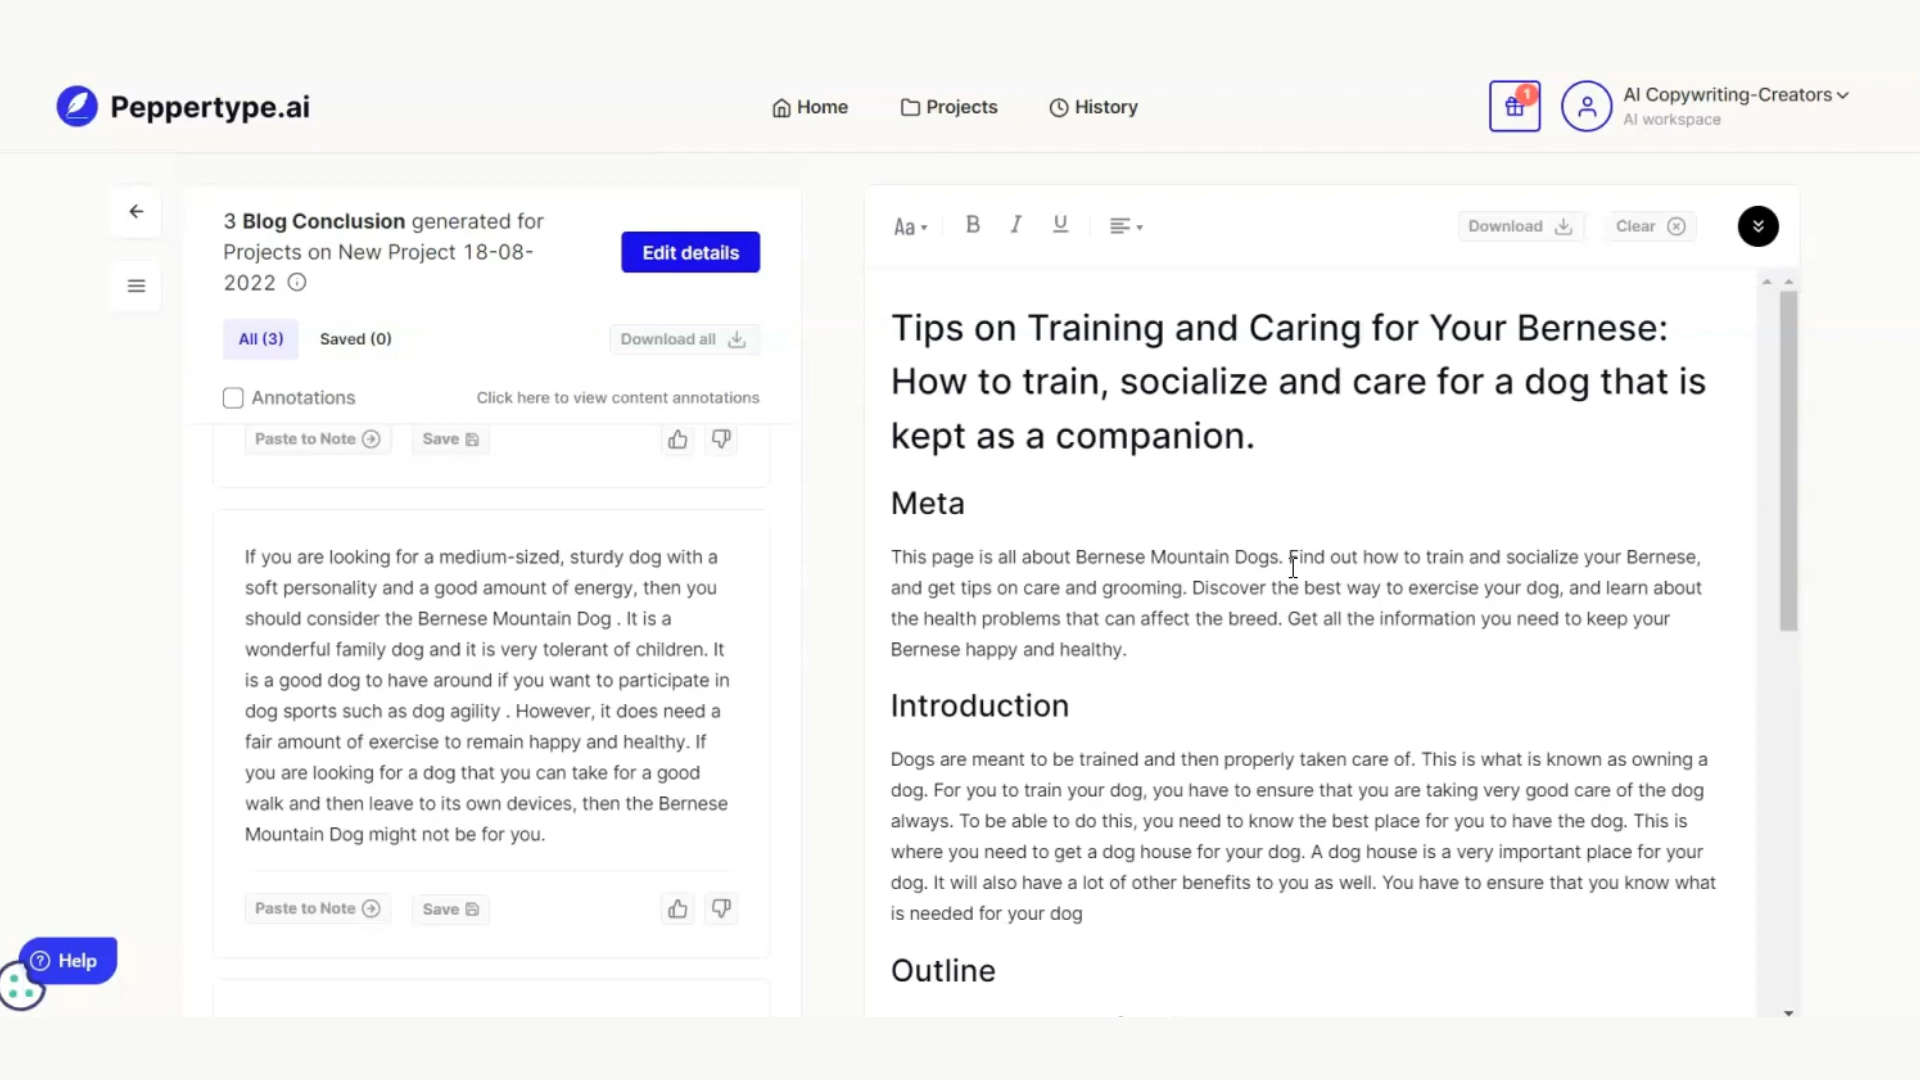 Peppertype.ai
Home
Projects
History
1
AI Copywriting-Creators
AI workspace
3 Blog Conclusion generated for
Projects on New Project 18-08-
2022
Edit details
All (3)
Saved (0)
Download all
Annotations
Click here to view content annotations
Paste to Note
Save
If you are looking for a medium-sized, sturdy dog with a
soft personality and a good amount of energy, then you
should consider the Bernese Mountain Dog . It is a
wonderful family dog and it is very tolerant of children. It
is a good dog to have around if you want to participate in
dog sports such as dog agility . However, it does need a
fair amount of exercise to remain happy and healthy. If
you are looking for a dog that you can take for a good
walk and then leave to its own devices, then the Bernese
Mountain Dog might not be for you.
Paste to Note
Save
Help
Aa
B
I
U
Download
Clear
Tips on Training and Caring for Your Bernese:
How to train, socialize and care for a dog that is
kept as a companion.
Meta
This page is all about Bernese Mountain Dogs. Find out how to train and socialize your Bernese,
and get tips on care and grooming. Discover the best way to exercise your dog, and learn about
the health problems that can affect the breed. Get all the information you need to keep your
Bernese happy and healthy.
Introduction
Dogs are meant to be trained and then properly taken care of. This is what is known as owning a
dog. For you to train your dog, you have to ensure that you are taking very good care of the dog
always. To be able to do this, you need to know the best place for you to have the dog. This is
where you need to get a dog house for your dog. A dog house is a very important place for your
dog. It will also have a lot of other benefits to you as well. You have to ensure that you know what
is needed for your dog
Outline